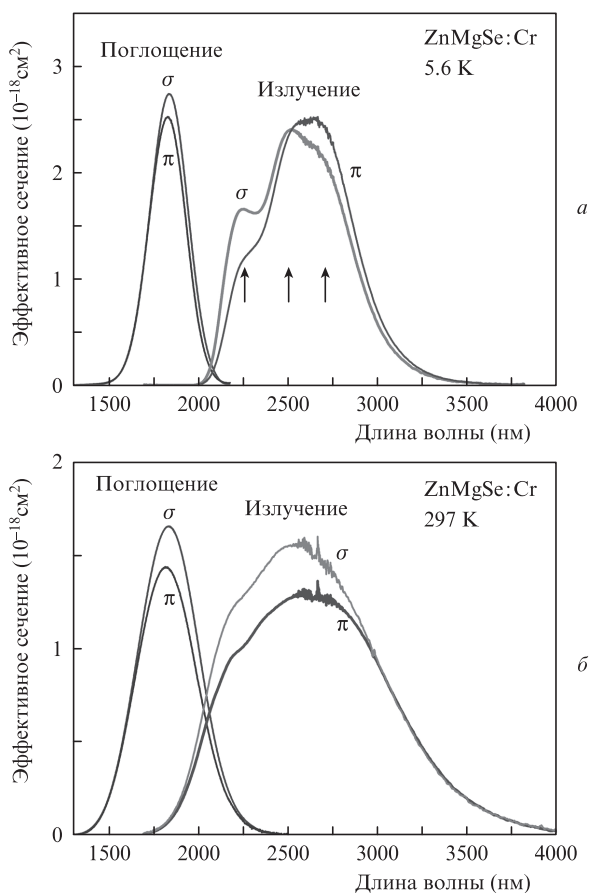 Эффективное сечение (10⁻¹⁸см²)
3
2
1
0
Поглощение
σ
π
Излучение
σ
π
ZnMgSe:Cr
5.6 K
а
1500 2000 2500 3000 3500 4000
Длина волны (нм)
Эффективное сечение (10⁻¹⁸см²)
2
1
0
Поглощение
σ
π
Излучение
σ
π
ZnMgSe:Cr
297 K
б
1500 2000 2500 3000 3500 4000
Длина волны (нм)